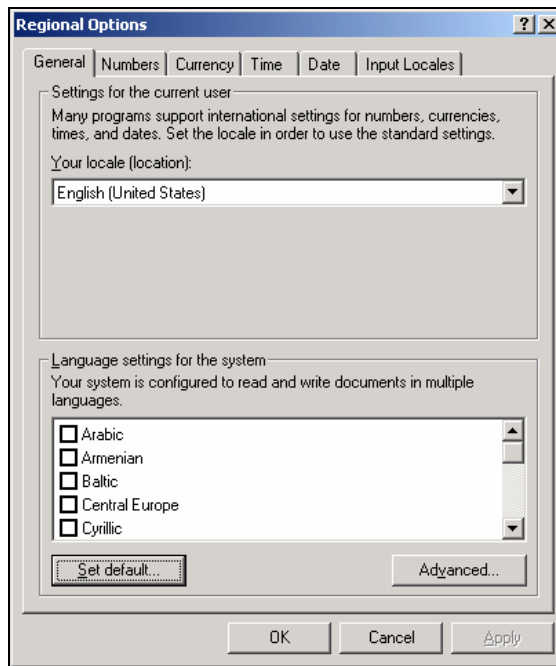 Regional Options
General Numbers Currency Time Date Input Locales
Settings for the current user
Many programs support international settings for numbers, currencies,
times, and dates. Set the locale in order to use the standard settings.
Your locale (location):
English (United States)
Language settings for the system
Your system is configured to read and write documents in multiple
languages.
Arabic
Armenian
Baltic
Central Europe
Cyrillic
Set default... Advanced...
OK Cancel Apply